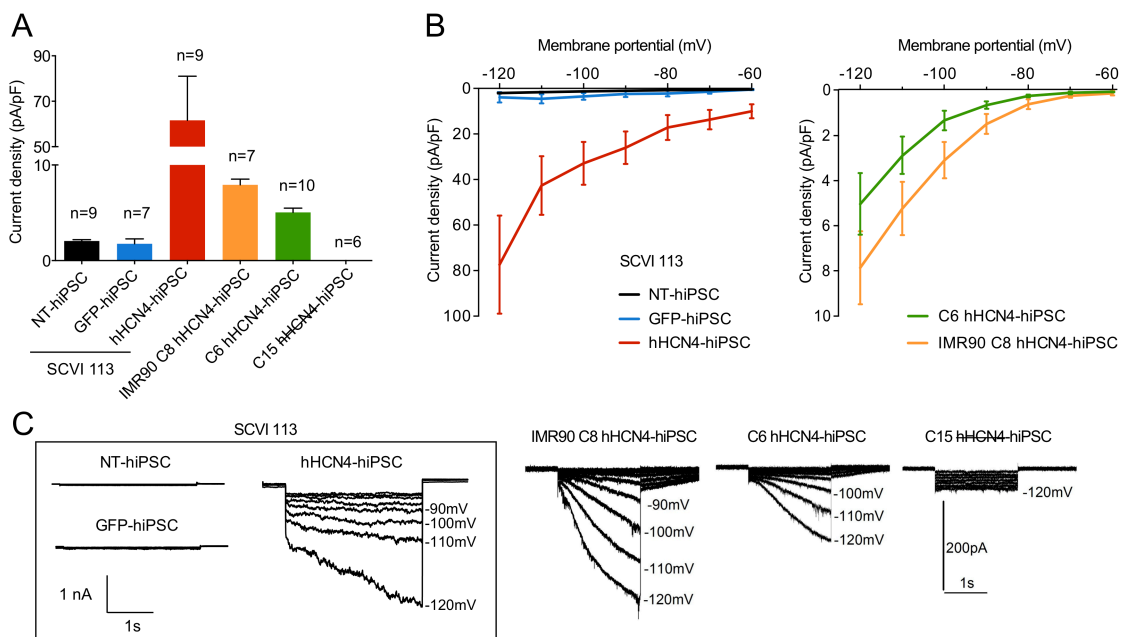 A
Current density (pA/pF)
90
70
50
10
0
n=9
n=7
n=9
n=7
n=10
n=6
NT-hiPSC
GFP-hiPSC
hHCN4-hiPSC
IMR90 C8 hHCN4-hiPSC
C6 hHCN4-hiPSC
C15 hHCN4-hiPSC
SCVI 113
B
Membrane portential (mV)
-120 -100 -80 -60
Current density (pA/pF)
0
20
40
60
80
100
SCVI 113
NT-hiPSC
GFP-hiPSC
hHCN4-hiPSC
Membrane portential (mV)
-120 -100 -80 -60
Current density (pA/pF)
0
2
4
6
8
10
C6 hHCN4-hiPSC
IMR90 C8 hHCN4-hiPSC
C
SCVI 113
NT-hiPSC
GFP-hiPSC
1 nA
1s
hHCN4-hiPSC
-90mV
-100mV
-110mV
-120mV
IMR90 C8 hHCN4-hiPSC
-90mV
-100mV
-110mV
-120mV
C6 hHCN4-hiPSC
-100mV
-110mV
-120mV
C15 hHCN4-hiPSC
-120mV
200pA
1s